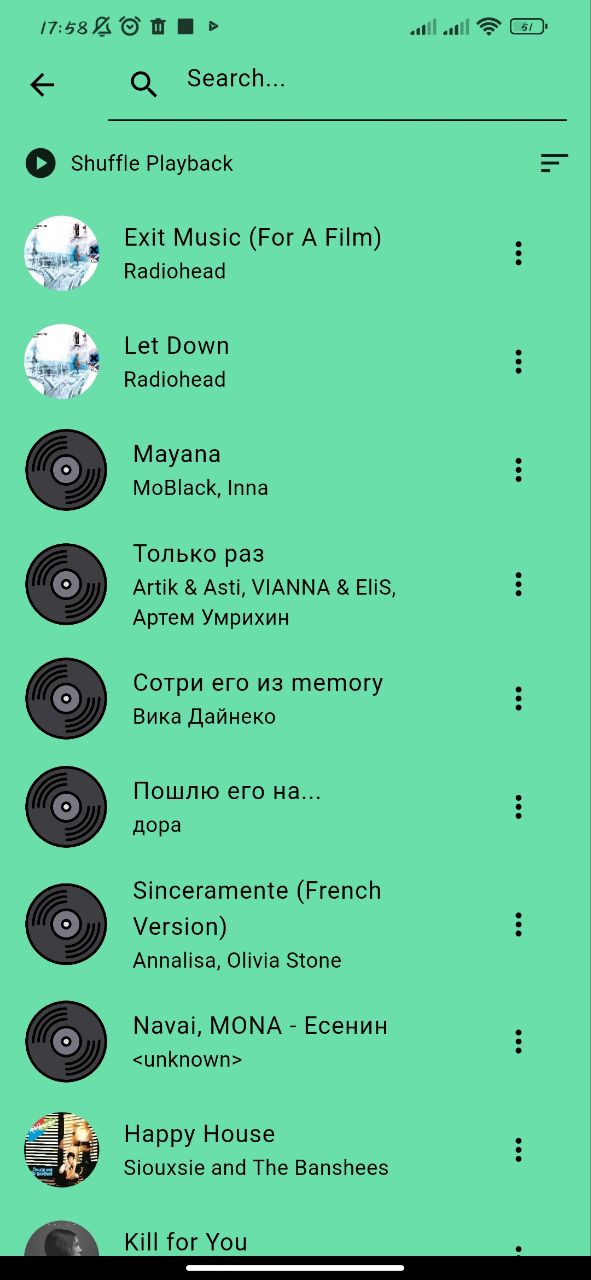 17:58
51
Search...
Shuffle Playback
Exit Music (For A Film)
Radiohead
Let Down
Radiohead
Mayana
MoBlack, Inna
Только раз
Artik & Asti, VIANNA & EliS,
Артем Умрихин
Сотри его из memory
Вика Дайнеко
Пошлю его на...
дора
Sinceramente (French
Version)
Annalisa, Olivia Stone
Navai, MONA - Есенин
<unknown>
Happy House
Siouxsie and The Banshees
Kill for You